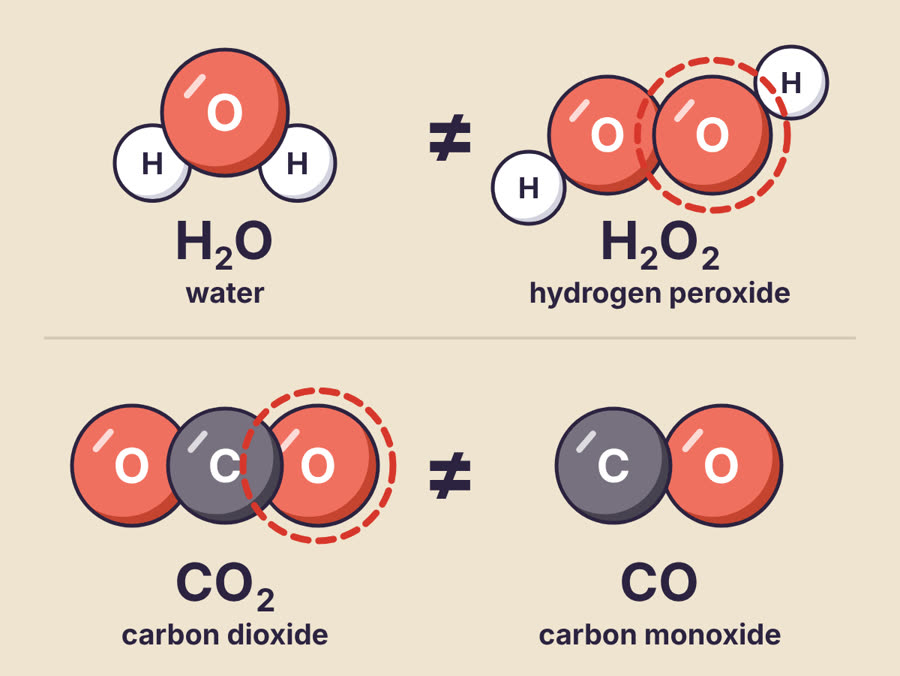 O
H H
≠
O O H
H
H₂O
water
H₂O₂
hydrogen peroxide
O C O
≠
C O
CO₂
carbon dioxide
CO
carbon monoxide